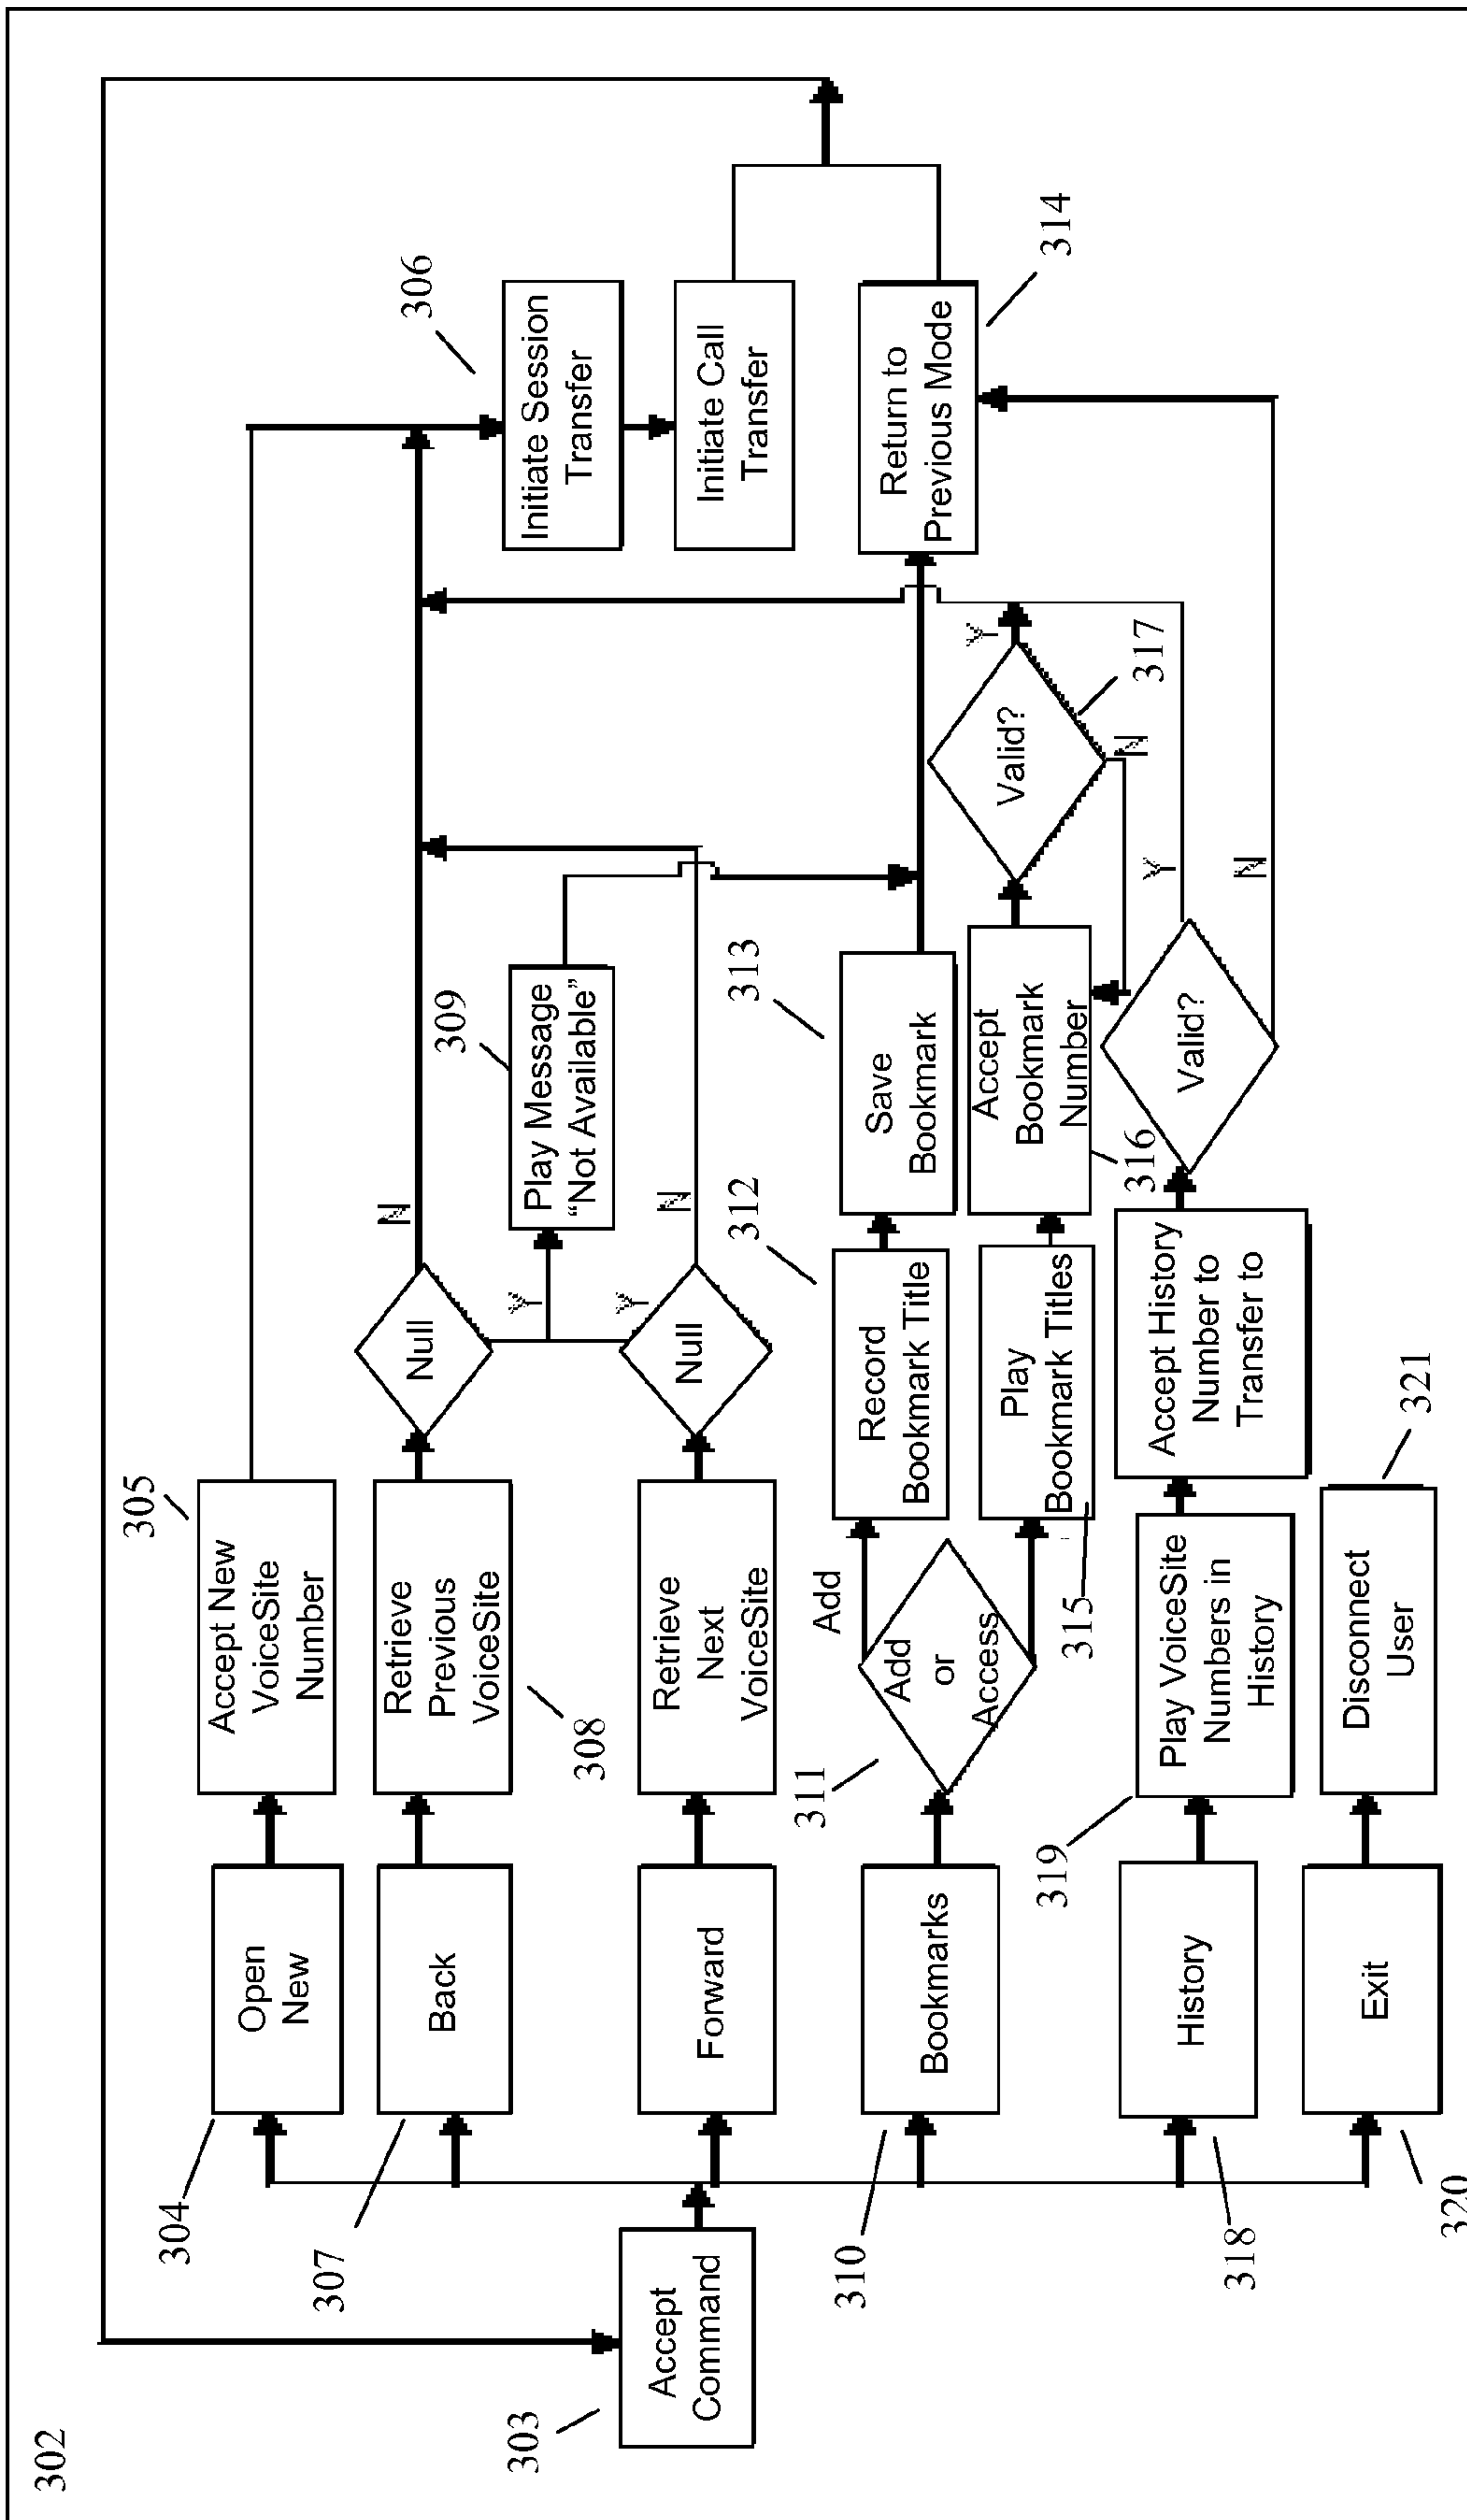 302
303
Accept
Command
304
Open
New
305
Accept New
VoiceSite
Number
306
Initiate Session
Transfer
Initiate Call
Transfer
307
Back
Retrieve
Previous
VoiceSite
308
Null
N
Y
309
Play Message
“Not Available”
Forward
Retrieve
Next
VoiceSite
Null
N
Y
310
Bookmarks
311
Add
or
Access
Add
312
Record
Bookmark Title
313
Save
Bookmark
314
Return to
Previous Mode
315
Play
Bookmark Titles
316
Accept
Bookmark
Number
Valid?
317
Y
N
318
History
319
Play VoiceSite
Numbers in
History
Accept History
Number to
Transfer to
Valid?
Y
N
320
Exit
321
Disconnect
User